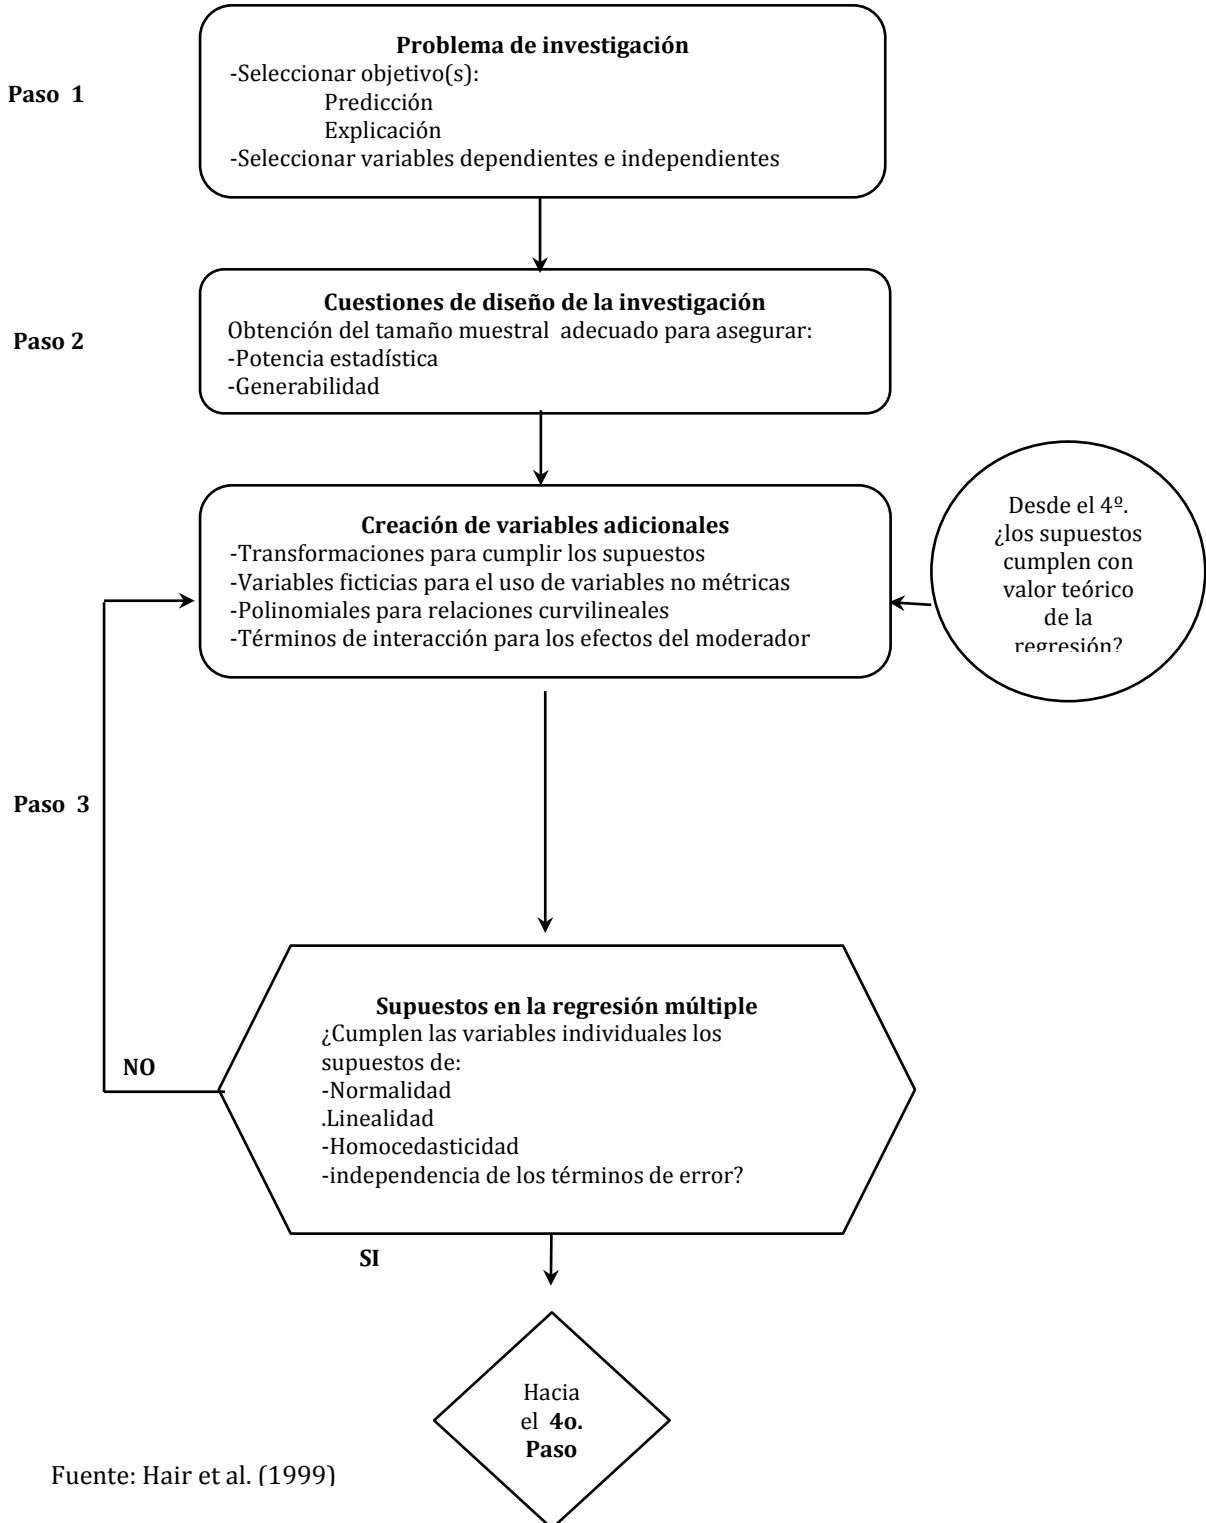 Problema de investigación
-Seleccionar objetivo(s):
Predicción
Explicación
-Seleccionar variables dependientes e independientes
Paso 1
Cuestiones de diseño de la investigación
Obtención del tamaño muestral adecuado para asegurar:
-Potencia estadística
-Generabilidad
Paso 2
Creación de variables adicionales
-Transformaciones para cumplir los supuestos
-Variables ficticias para el uso de variables no métricas
-Polinomiales para relaciones curvilineales
-Términos de interacción para los efectos del moderador
Desde el 4º.
¿los supuestos
cumplen con
valor teórico
de la
regresión?
Paso 3
Supuestos en la regresión múltiple
¿Cumplen las variables individuales los
supuestos de:
-Normalidad
.Linealidad
-Homocedasticidad
-independencia de los términos de error?
NO
SI
Hacia
el 4o.
Paso
Fuente: Hair et al. (1999)